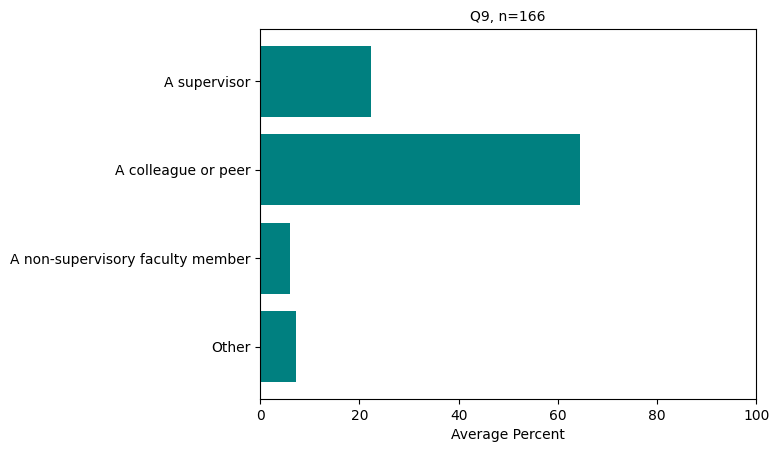 Q9, n=166
A supervisor
A colleague or peer
A non-supervisory faculty member
Other
0 20 40 60 80 100
Average Percent